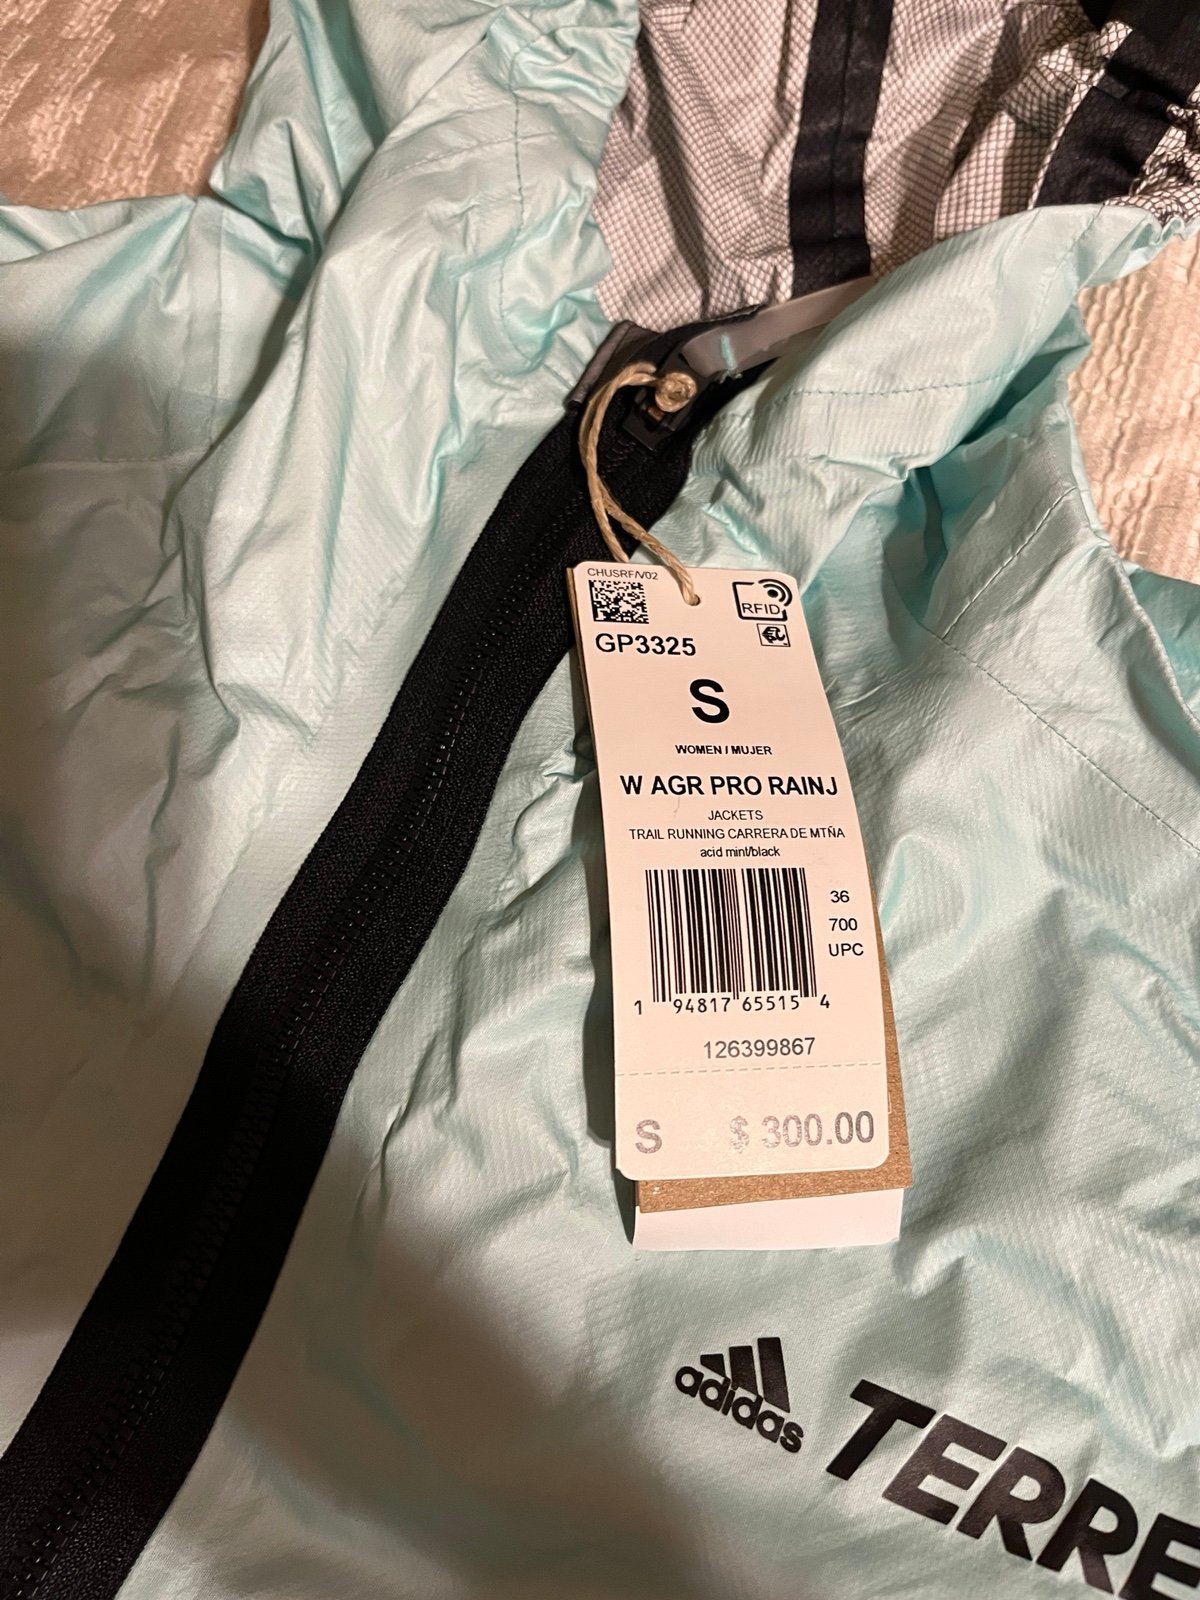 CHUSRF/V02
RFID
GP3325
S
WOMEN / MUJER
W AGR PRO RAINJ
JACKETS
TRAIL RUNNING CARRERA DE MTÑA
acid mint/black
36
700
UPC
1 94817 65515 4
126399867
S $ 300.00
adidas
TERRE